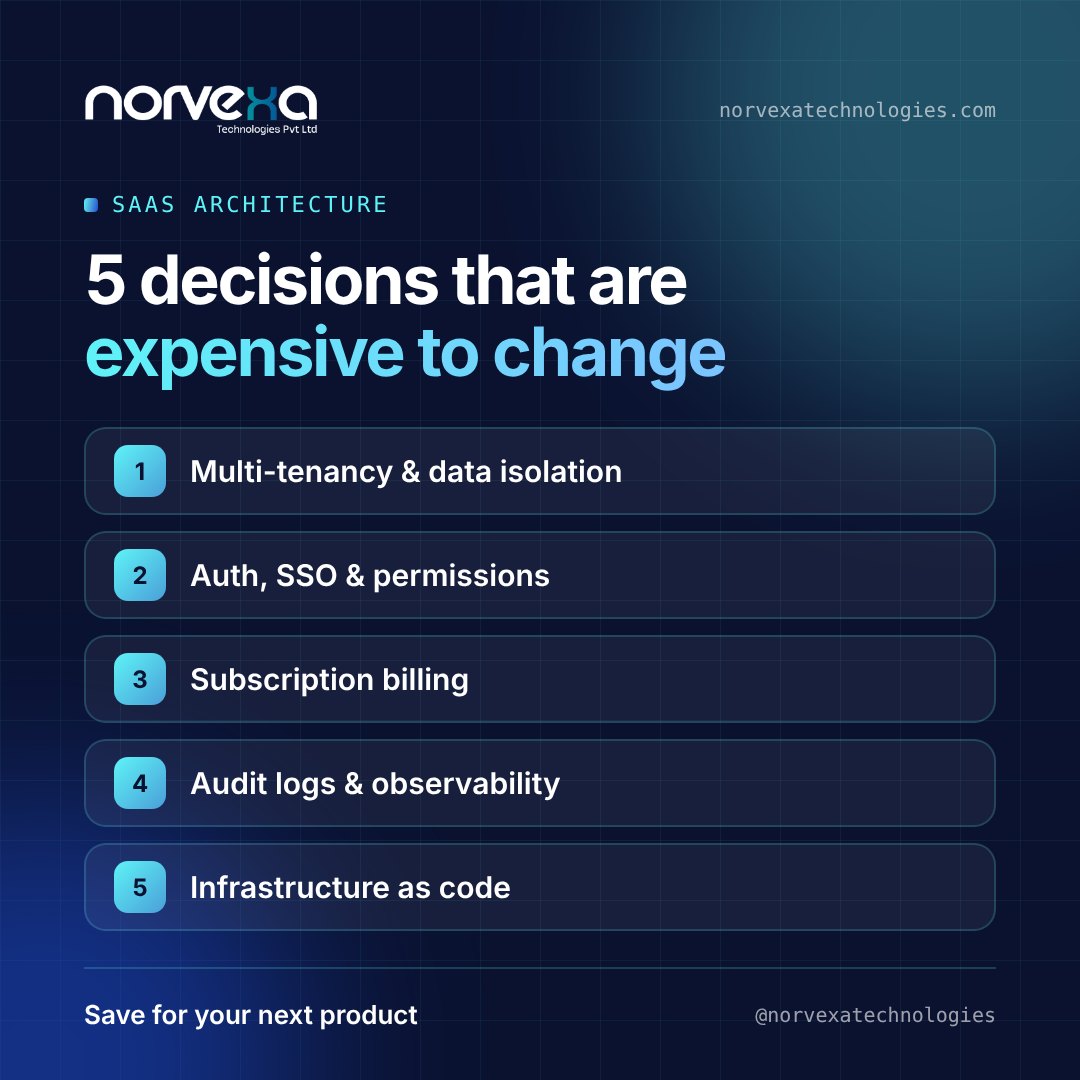 norvexa
Technologies Pvt Ltd
norvexatechnologies.com
SAAS ARCHITECTURE
5 decisions that are
expensive to change
1 Multi-tenancy & data isolation
2 Auth, SSO & permissions
3 Subscription billing
4 Audit logs & observability
5 Infrastructure as code
Save for your next product
@norvexatechnologies